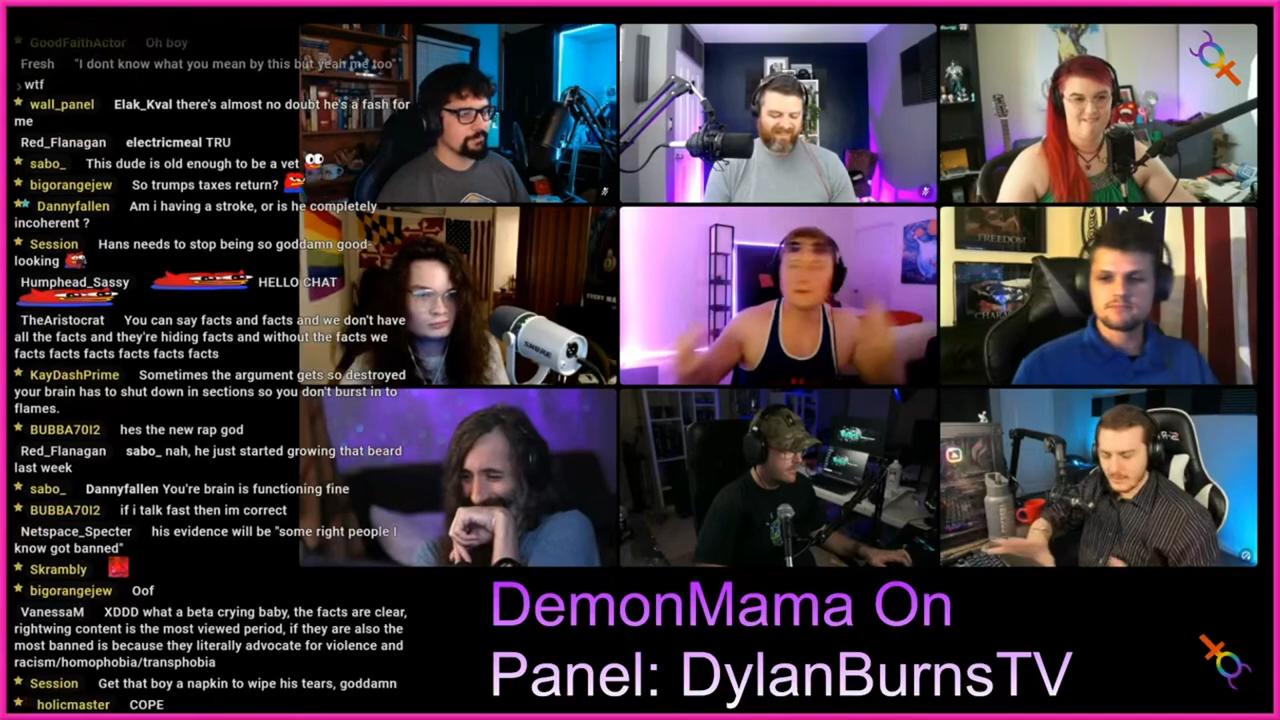 GoodFaithActor Oh boy
Fresh "I dont know what you mean by this but yeah me too"
wtf
wall_panel Elak_Kval there's almost no doubt he's a fash for
me
Red_Flanagan electricmeal TRU
sabo_ This dude is old enough to be a vet
bigorangejew So trumps taxes return?
Dannyfallen Am i having a stroke, or is he completely
incoherent ?
Session Hans needs to stop being so goddamn good-
looking
Humphead_Sassy HELLO CHAT
TheAristocrat You can say facts and facts and we don't have
all the facts and they're hiding facts and without the facts we
facts facts facts facts facts facts
KayDashPrime Sometimes the argument gets so destroyed
your brain has to shut down in sections so you don't burst in to
flames.
BUBBA70I2 hes the new rap god
Red_Flanagan sabo_ nah, he just started growing that beard
last week
sabo_ Dannyfallen You're brain is functioning fine
BUBBA70I2 if i talk fast then im correct
Netspace_Specter his evidence will be "some right people I
know got banned"
Skrambly
bigorangejew Oof
VanessaM XDDD what a beta crying baby, the facts are clear,
rightwing content is the most viewed period, if they are also the
most banned is because they literally advocate for violence and
racism/homophobia/transphobia
Session Get that boy a napkin to wipe his tears, goddamn
holicmaster COPE
FREEDOM
SHURE
DemonMama On
Panel: DylanBurnsTV